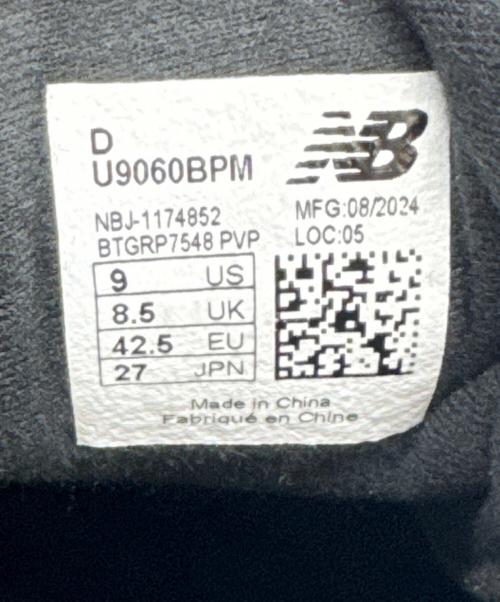 D
U9060BPM
NB
NBJ-1174852
BTGRP7548 PVP
MFG:08/2024
LOC:05
9 US
8.5 UK
42.5 EU
27 JPN
Made in China
Fabriqué en Chine